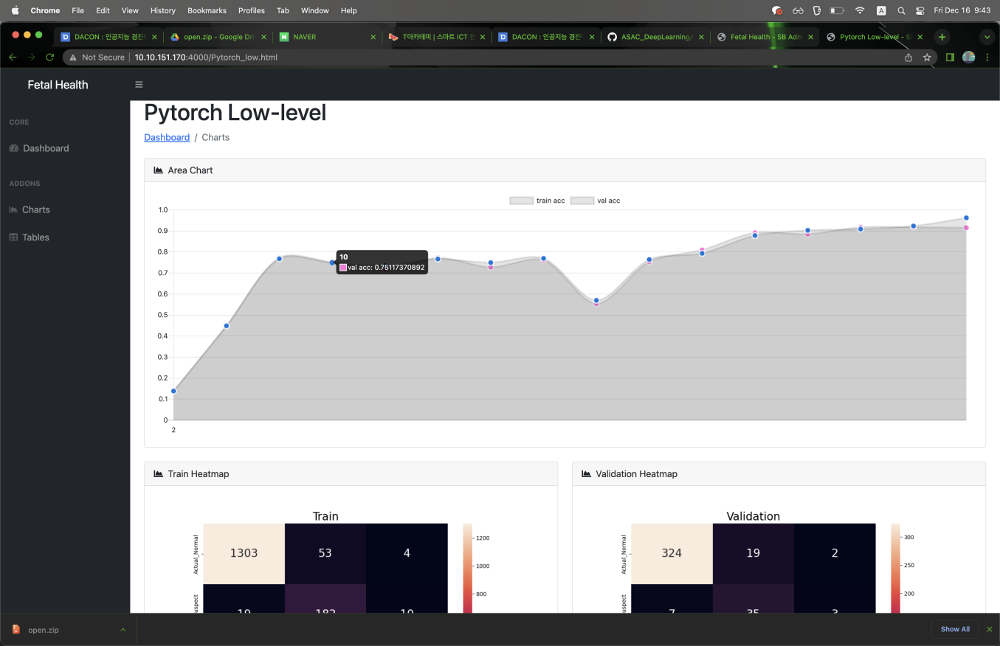 Chrome File Edit View History Bookmarks Profiles Tab Window Help A Fri Dec 16 9:43
DACON : 인공지능 경진
open.zip - Google Dri
NAVER
T아카데미 | 스마트 ICT
DACON : 인공지능 경진
ASAC_DeepLearning/
Fetal Health - SB Adm
Pytorch Low-level - S
Not Secure 10.10.151.170:4000/Pytorch_low.html
Fetal Health
CORE
Dashboard
ADDONS
Charts
Tables
Pytorch Low-level
Dashboard / Charts
Area Chart
train acc val acc
1.0
0.9
0.8
0.7
0.6
0.5
0.4
0.3
0.2
0.1
0
2
10
val acc: 0.75117370892
Train Heatmap
Train
Actual_Normal
1303 53 4
uspect
19 182 10
1200
1000
800
Validation Heatmap
Validation
Actual_Normal
324 19 2
uspect
7 35 3
300
250
200
open.zip
Show All